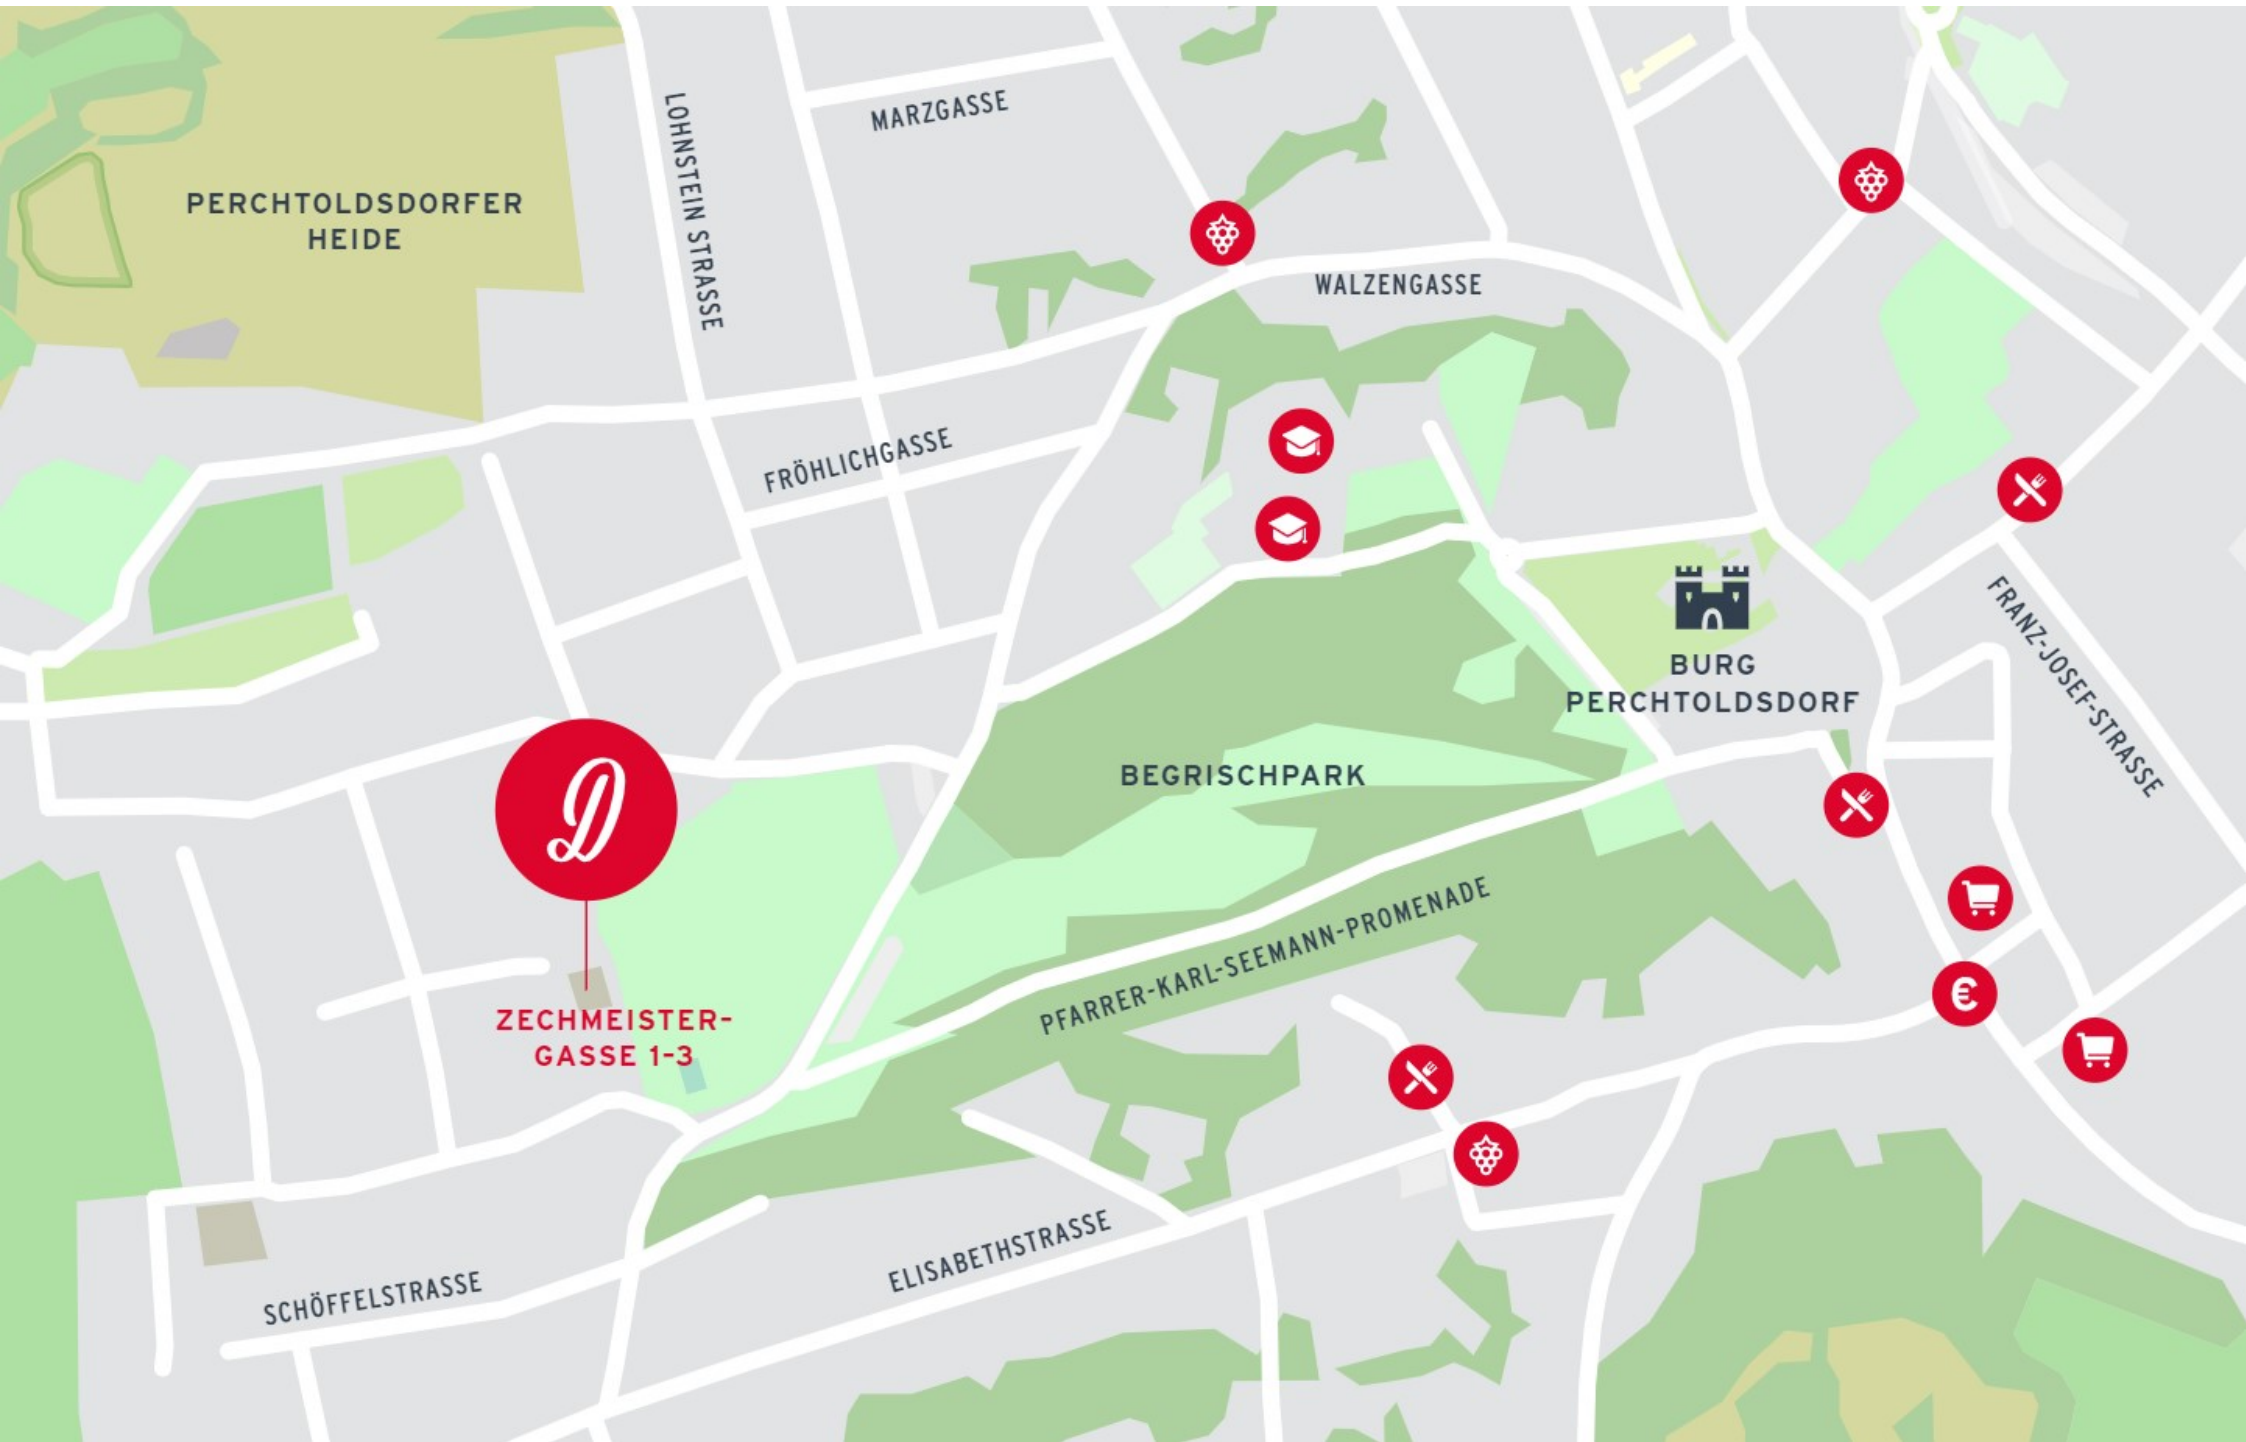 MARZGASSE
LOHNSTEIN STRASSE
PERCHTOLDSDORFER
HEIDE
WALZENGASSE
FRÖHLICHGASSE
BURG
PERCHTOLDSDORF
FRANZ-JOSEF-STRASSE
BEGRISCHPARK
D
PFARRER-KARL-SEEMANN-PROMENADE
€
ZECHMEISTER-
GASSE 1-3
ELISABETHSTRASSE
SCHÖFFELSTRASSE